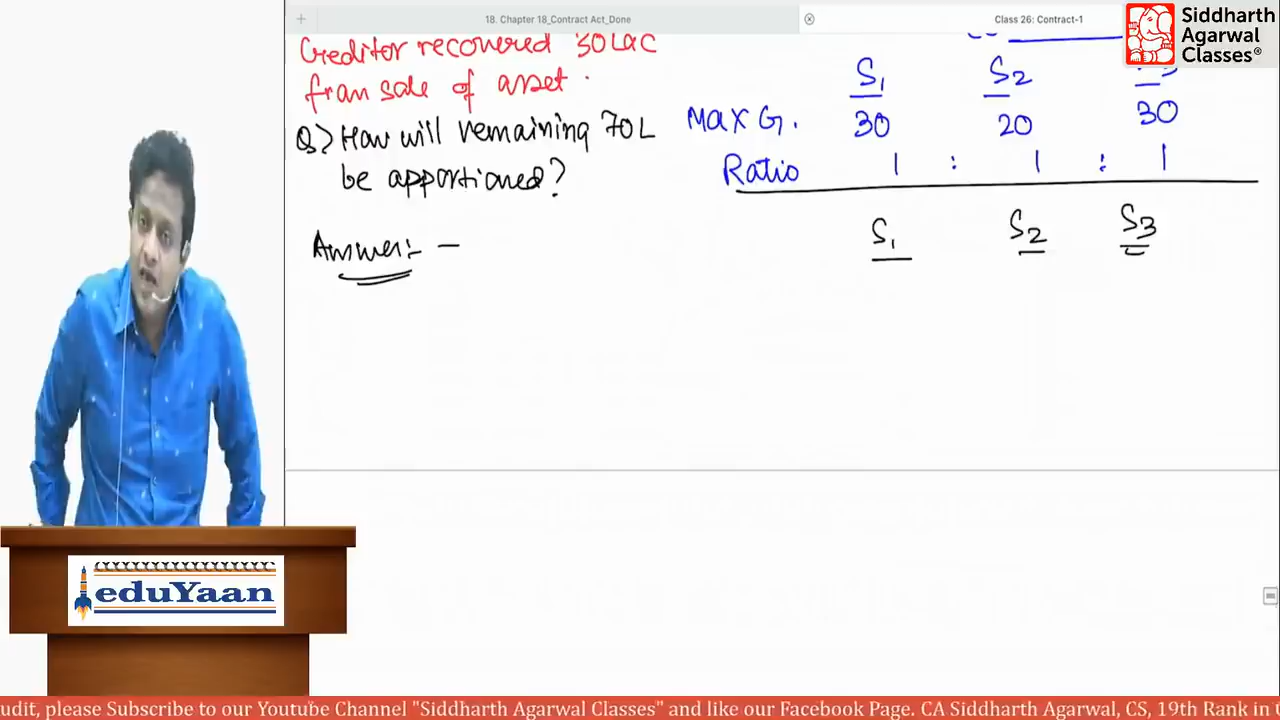 18. Chapter 18_Contract Act_Done
Class 26: Contract-1
Siddharth
Agarwal
Classes®
Creditor recovered 30 Lac
from sale of asset.
Q> How will remaining 70L
be apportioned?
Answer: -
S1 S2 S3
Max G. 30 20 30
Ratio 1 : 1 : 1
S1 S2 S3
eduYaan
udit, please Subscribe to our Youtube Channel "Siddharth Agarwal Classes" and like our Facebook Page. CA Siddharth Agarwal, CS, 19th Rank in